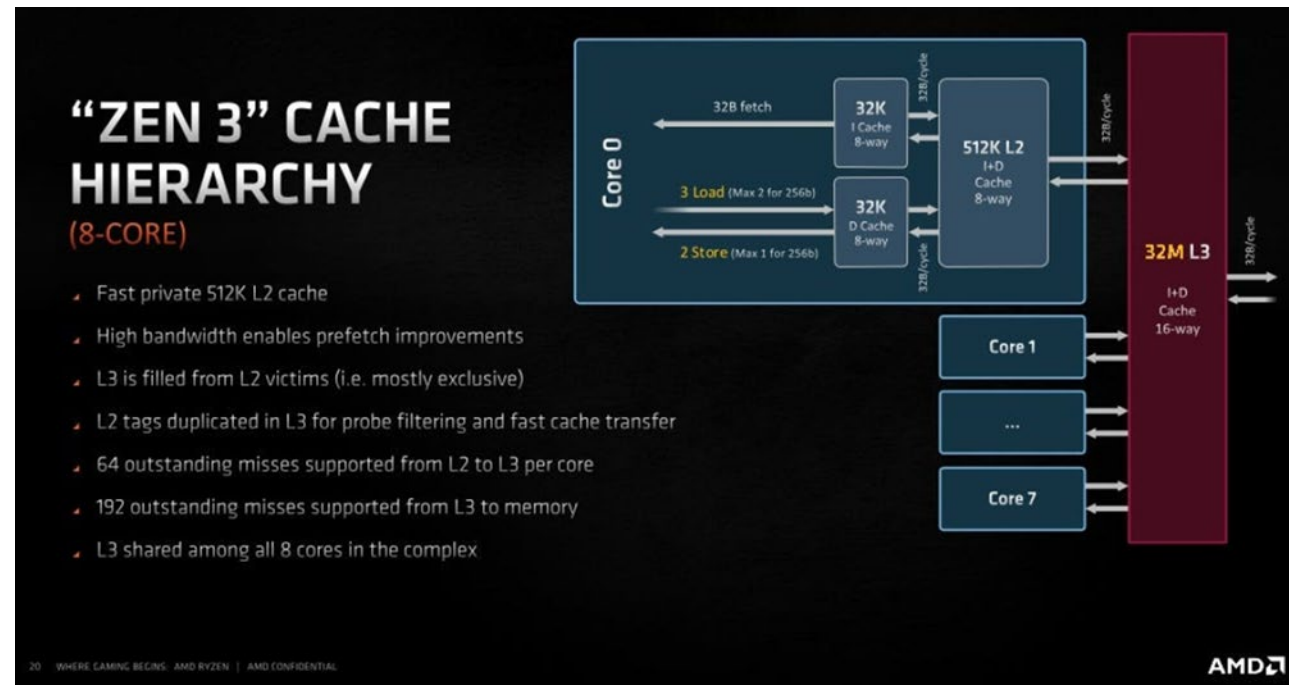 “ZEN 3” CACHE
HIERARCHY
(8-CORE)
Fast private 512K L2 cache
High bandwidth enables prefetch improvements
L3 is filled from L2 victims (i.e. mostly exclusive)
L2 tags duplicated in L3 for probe filtering and fast cache transfer
64 outstanding misses supported from L2 to L3 per core
192 outstanding misses supported from L3 to memory
L3 shared among all 8 cores in the complex
Core 0
32B fetch
3 Load (Max 2 for 256b)
2 Store (Max 1 for 256b)
32K
I Cache
8-way
32K
D Cache
8-way
32B/cycle
32B/cycle
512K L2
I+D
Cache
8-way
32B/cycle
Core 1
...
Core 7
32M L3
I+D
Cache
16-way
32B/cycle
20 WHERE GAMING BEGINS: AMD RYZEN | AMD CONFIDENTIAL
AMD